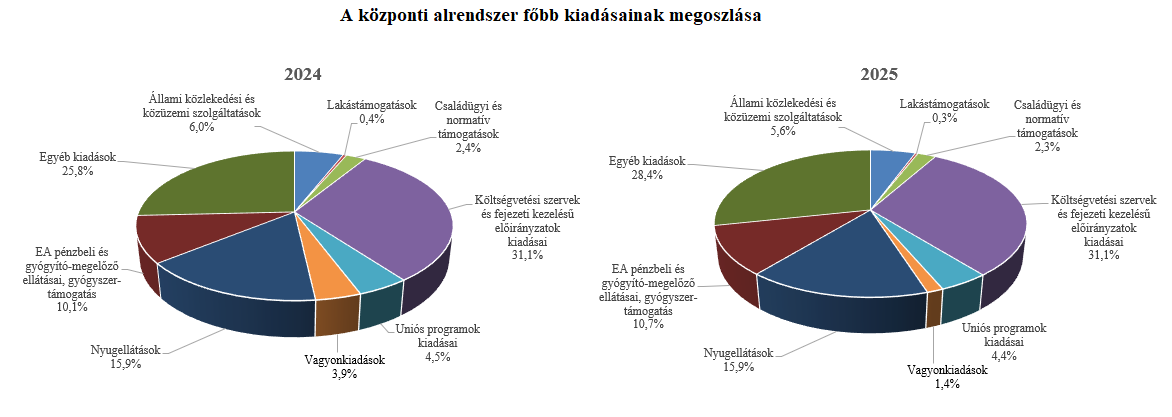 A központi alrendszer főbb kiadásainak megoszlása
2024
Állami közlekedési és
közüzemi szolgáltatások
6,0%
Lakástámogatások
0,4%
Családügyi és
normatív
támogatások
2,4%
Egyéb kiadások
25,8%
Költségvetési szervek
és fejezeti kezelésű
előirányzatok
kiadásai
31,1%
EA pénzbeli és
gyógyító-megelőző
ellátásai, gyógyszer-
támogatás
10,1%
Uniós programok
kiadásai
4,5%
Nyugellátások
15,9%
Vagyonkiadások
3,9%
2025
Állami közlekedési és
közüzemi szolgáltatások
5,6%
Lakástámogatások
0,3%
Családügyi és
normatív
támogatások
2,3%
Egyéb kiadások
28,4%
Költségvetési szervek
és fejezeti kezelésű
előirányzatok
kiadásai
31,1%
EA pénzbeli és
gyógyító-megelőző
ellátásai, gyógyszer-
támogatás
10,7%
Uniós programok
kiadásai
4,4%
Nyugellátások
15,9%
Vagyonkiadások
1,4%